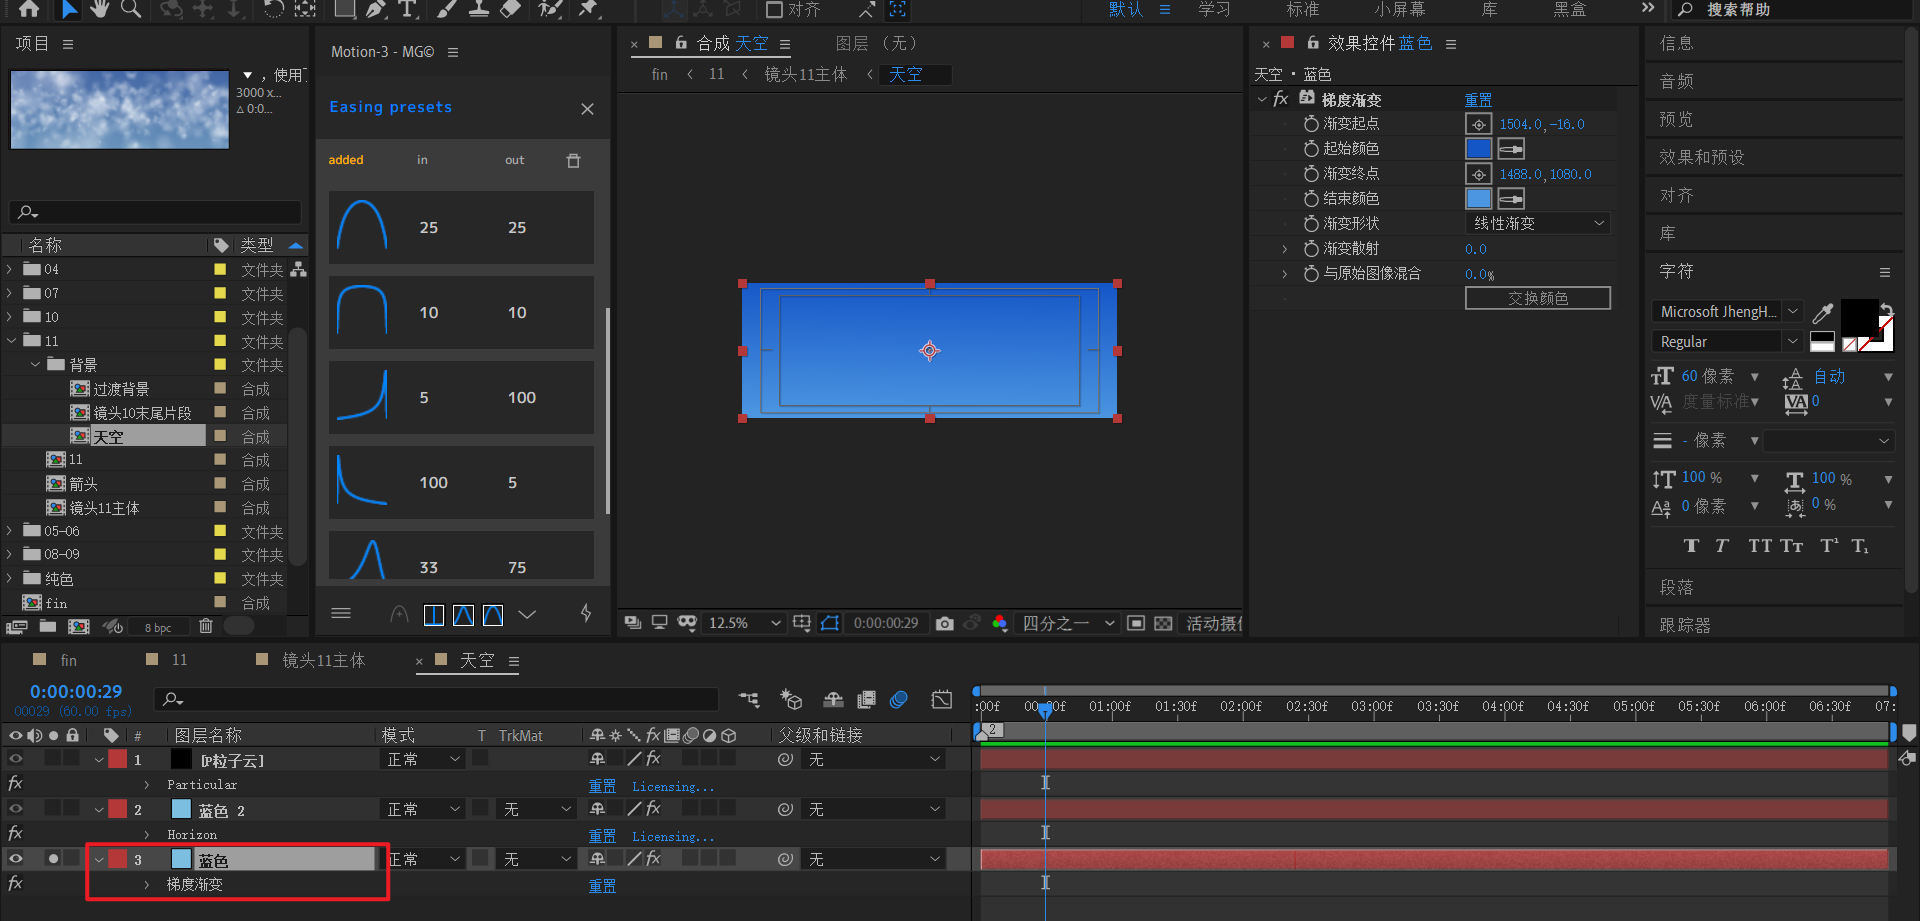 对齐
默认
学习
标准
小屏幕
库
黑盒
搜索帮助
项目
, 使用
3000 x...
△ 0:0...
名称
类型
04 文件夹
07 文件夹
10 文件夹
11 文件夹
背景 文件夹
过渡背景 合成
镜头10末尾片段 合成
天空 合成
11 合成
箭头 合成
镜头11主体 合成
05-06 文件夹
08-09 文件夹
纯色 文件夹
fin 合成
8 bpc
Motion-3 - MG©
Easing presets
added in out
25 25
10 10
5 100
100 5
33 75
合成 天空
图层 (无)
fin ‹ 11 ‹ 镜头11主体 ‹ 天空
12.5%
0:00:00:29
四分之一
活动摄像
效果控件 蓝色
天空 · 蓝色
fx 梯度渐变 重置
渐变起点 1504.0,-16.0
起始颜色
渐变终点 1488.0,1080.0
结束颜色
渐变形状 线性渐变
渐变散射 0.0
与原始图像混合 0.0%
交换颜色
信息
音频
预览
效果和预设
对齐
库
字符
Microsoft JhengH...
Regular
60 像素 自动
度量标准 0
- 像素
100 % 100 %
0 像素 0 %
T T TT Tт T¹ T₁
段落
跟踪器
fin
11
镜头11主体
天空
0:00:00:29
00029 (60.00 fps)
:00f 00:30f 01:00f 01:30f 02:00f 02:30f 03:00f 03:30f 04:00f 04:30f 05:00f 05:30f 06:00f 06:30f 07:
2
# 图层名称 模式 T TrkMat fx 父级和链接
1 [P粒子云] 正常 fx 无
fx Particular 重置 Licensing...
2 蓝色 2 正常 无 fx 无
fx Horizon 重置 Licensing...
3 蓝色 正常 无 fx 无
fx 梯度渐变 重置